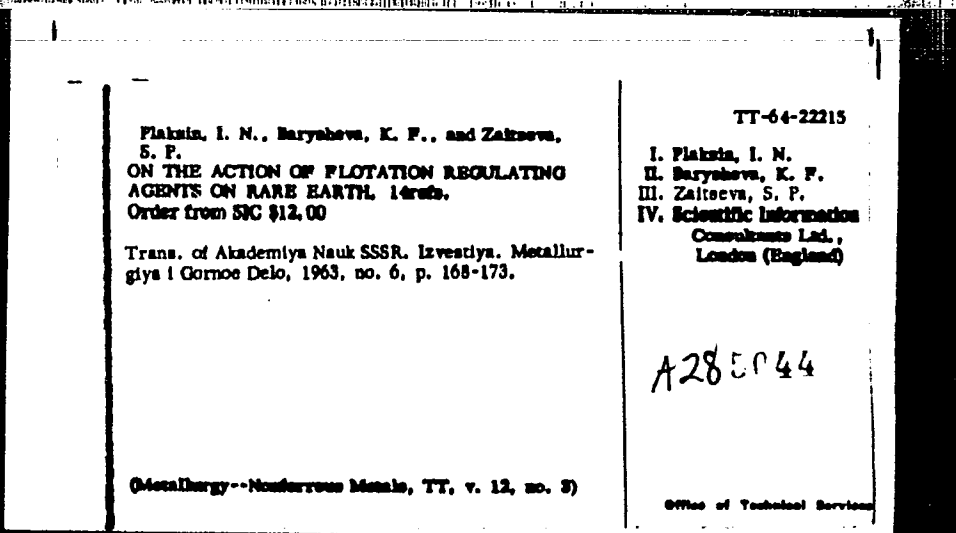 Plaksin, I. N., Barysheva, K. F., and Zaitseva,
S. P.
ON THE ACTION OF FLOTATION REGULATING
AGENTS ON RARE EARTH. 14refs.
Order from SIC $12.00
Trans. of Akademiya Nauk SSSR. Izvestiya. Metallur-
giya i Gornoe Delo, 1963, no. 6, p. 168-173.
(Metallurgy--Nonferrous Metals, TT, v. 12, no. 3)
TT-64-22215
I. Plaksin, I. N.
II. Barysheva, K. F.
III. Zaitseva, S. P.
IV. Scientific Information
Consultants Ltd.,
London (England)
Office of Technical Services